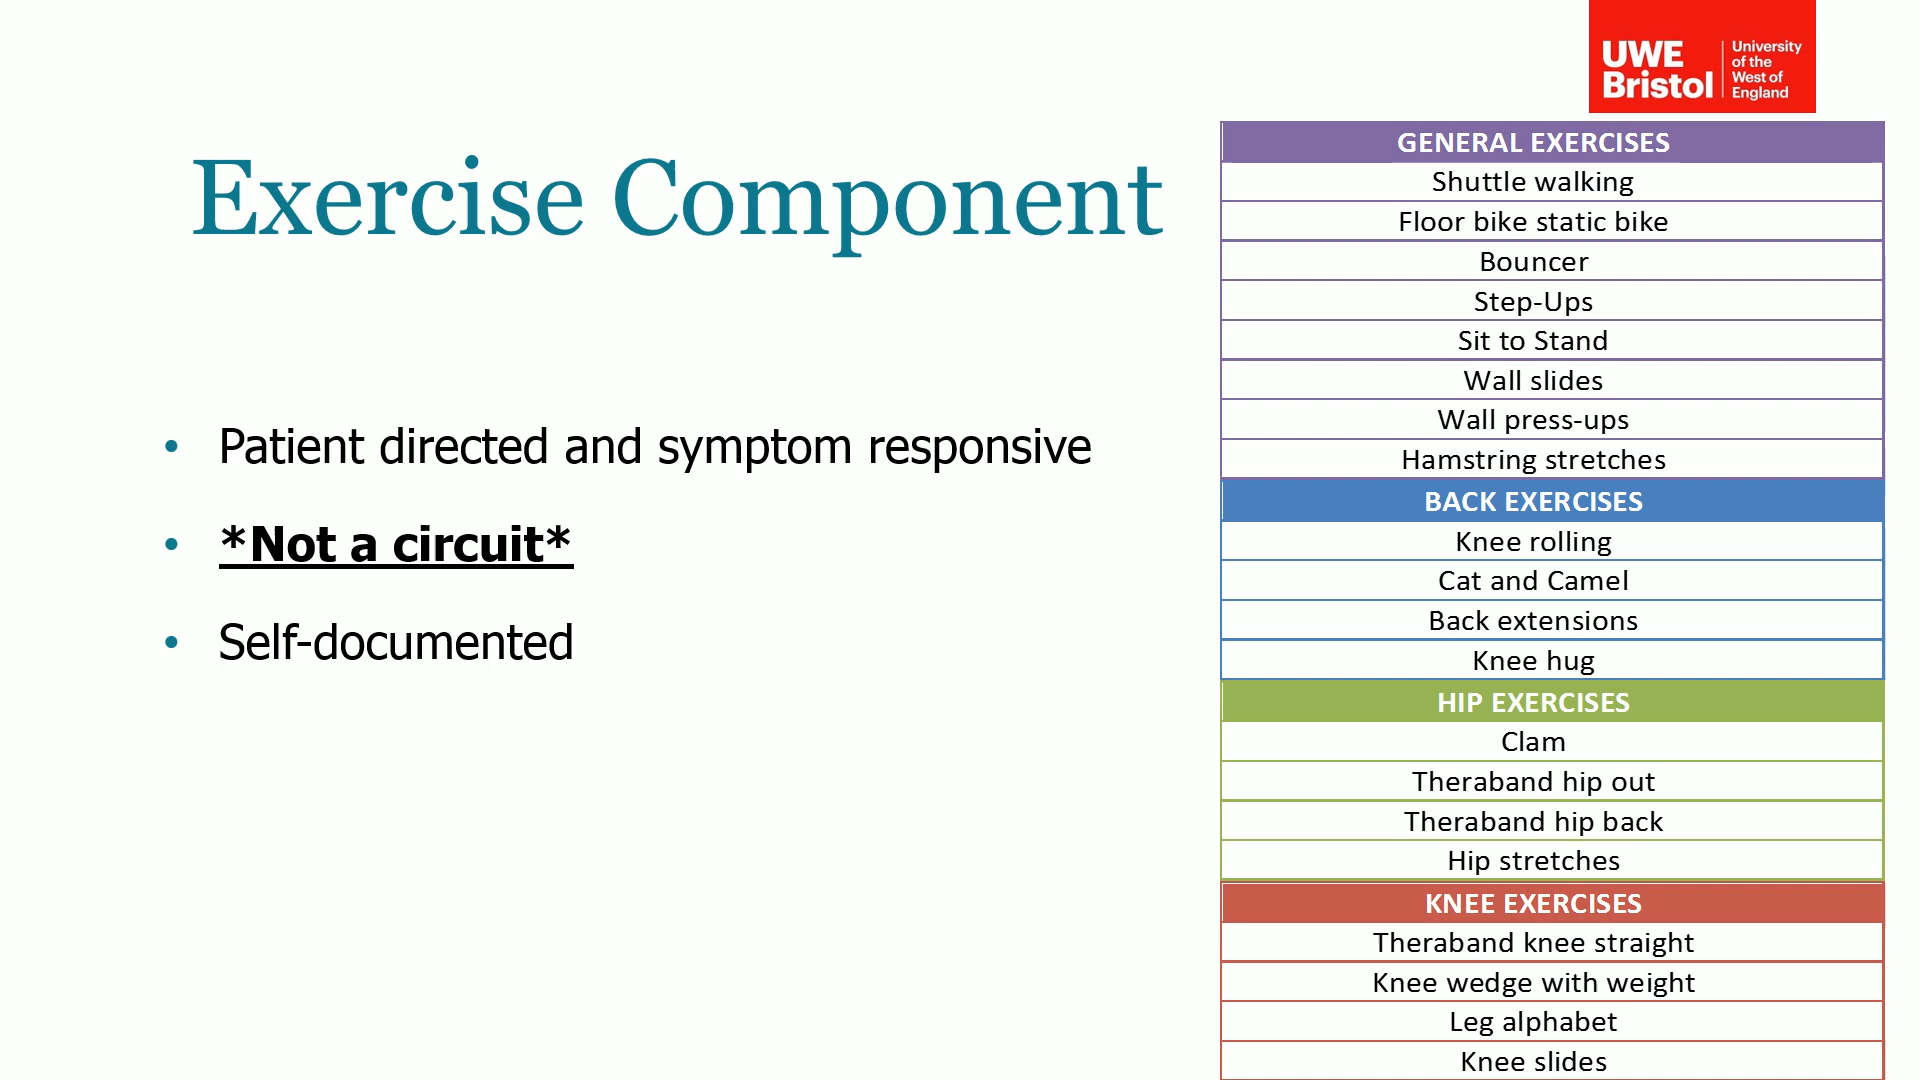 UWE
Bristol
University
of the
West of
England
Exercise Component
• Patient directed and symptom responsive
• *Not a circuit*
• Self-documented
GENERAL EXERCISES
Shuttle walking
Floor bike static bike
Bouncer
Step-Ups
Sit to Stand
Wall slides
Wall press-ups
Hamstring stretches
BACK EXERCISES
Knee rolling
Cat and Camel
Back extensions
Knee hug
HIP EXERCISES
Clam
Theraband hip out
Theraband hip back
Hip stretches
KNEE EXERCISES
Theraband knee straight
Knee wedge with weight
Leg alphabet
Knee slides